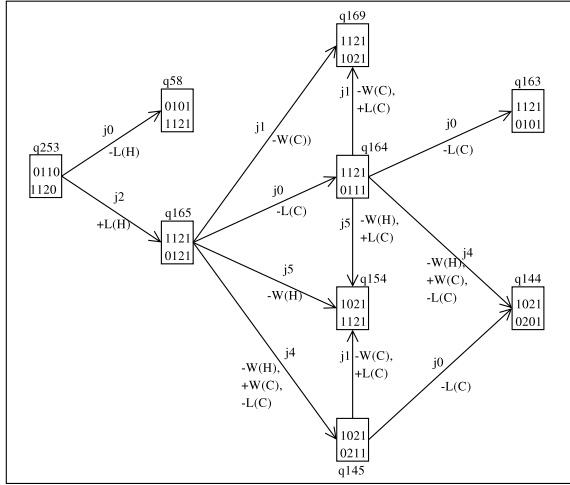 q169
1121
1021
q58
0101
1121
q163
1121
0101
j0
-L(H)
j1
-W(C))
j1
-W(C),
+L(C)
j0
-L(C)
q253
0110
1120
q164
1121
0111
j2
+L(H)
q165
1121
0121
j0
-L(C)
j5
-W(H),
+L(C)
j4
-W(H),
+W(C),
-L(C)
j5
-W(H)
q154
1021
1121
q144
1021
0201
j4
-W(H),
+W(C),
-L(C)
j1
-W(C),
+L(C)
j0
-L(C)
1021
0211
q145